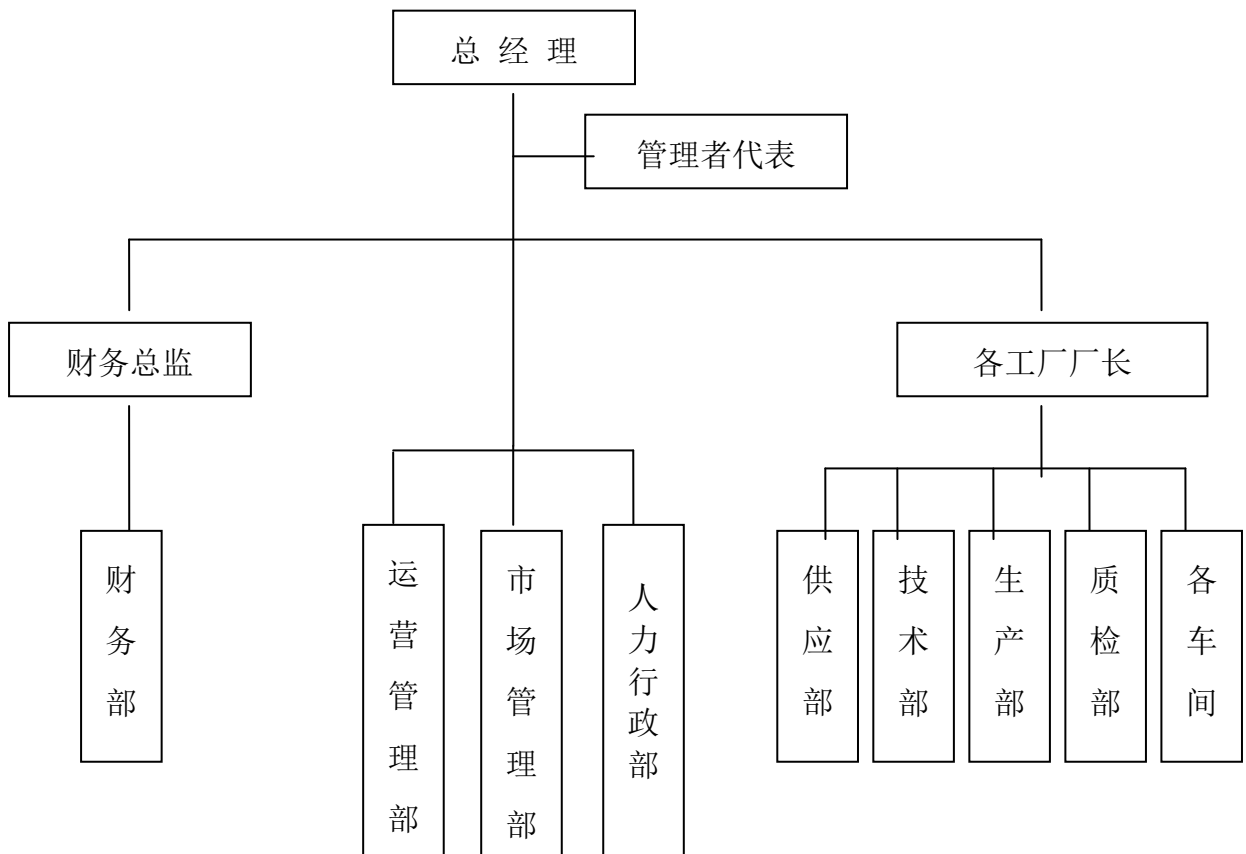 总 经 理
管理者代表
财务总监
各工厂厂长
财务部
运营管理部
市场管理部
人力行政部
供应部
技术部
生产部
质检部
各车间